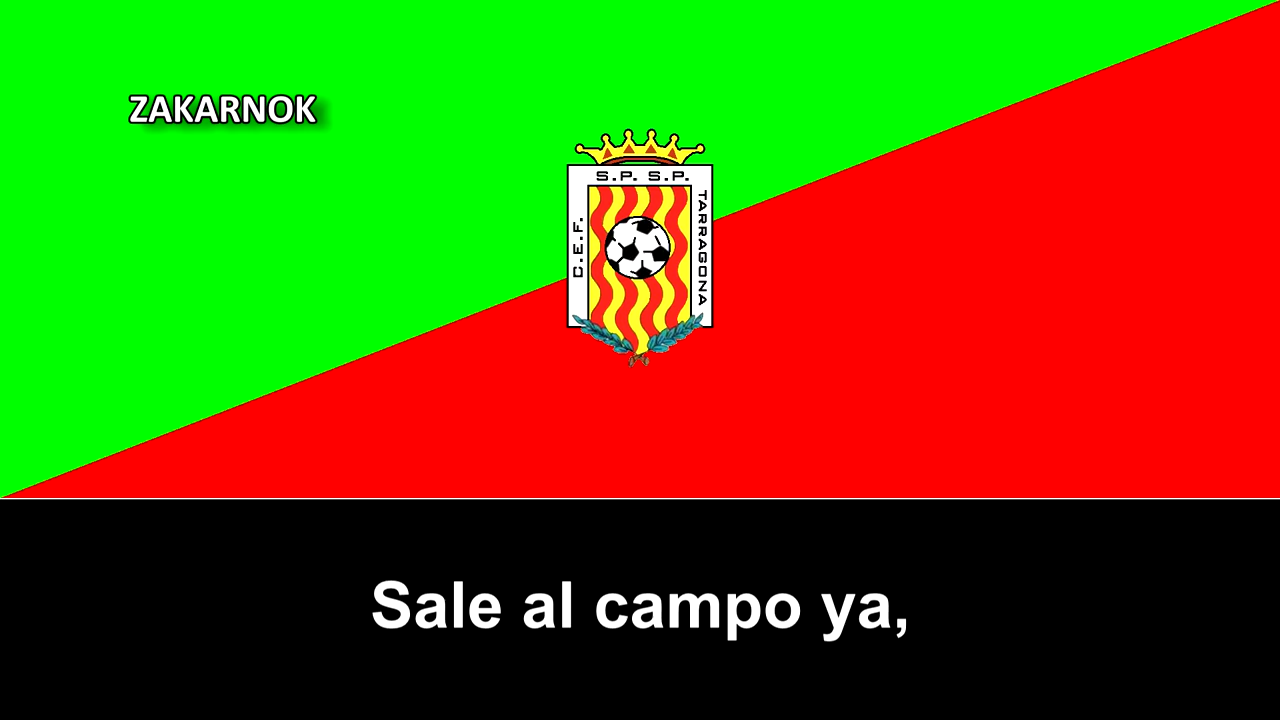 ZAKARNOK
S.P. S.P.
C.E.F.
TARRAGONA
Sale al campo ya,